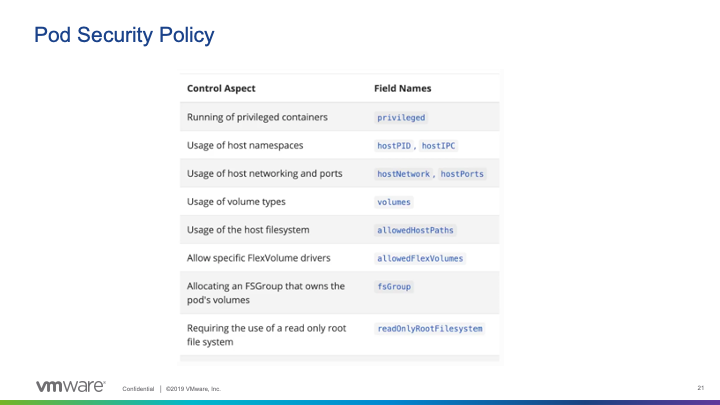 Pod Security Policy
Control Aspect Field Names
Running of privileged containers privileged
Usage of host namespaces hostPID , hostIPC
Usage of host networking and ports hostNetwork , hostPorts
Usage of volume types volumes
Usage of the host filesystem allowedHostPaths
Allow specific FlexVolume drivers allowedFlexVolumes
Allocating an FSGroup that owns the fsGroup
pod's volumes
Requiring the use of a read only root readOnlyRootFilesystem
file system
vmware® Confidential | ©2019 VMware, Inc. 21